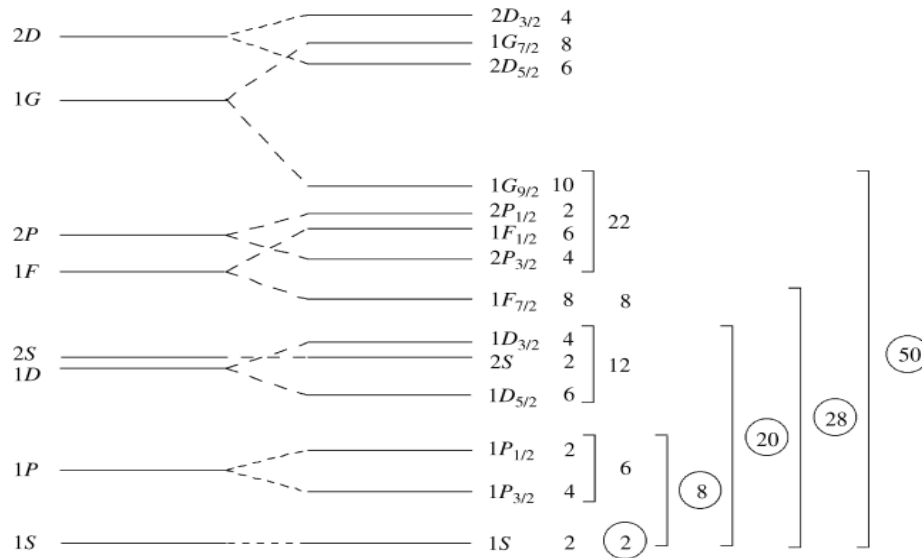 2D 2D3/2 4
1G7/2 8
2D5/2 6
1G
1G9/2 10
2P1/2 2
22
2P 1F1/2 6
2P3/2 4
1F
1F7/2 8 8
1D3/2 4
2S 2S 2 12 50
1D
1D5/2 6
28
20
1P1/2 2
1P 6
1P3/2 4 8
1S 1S 2 2